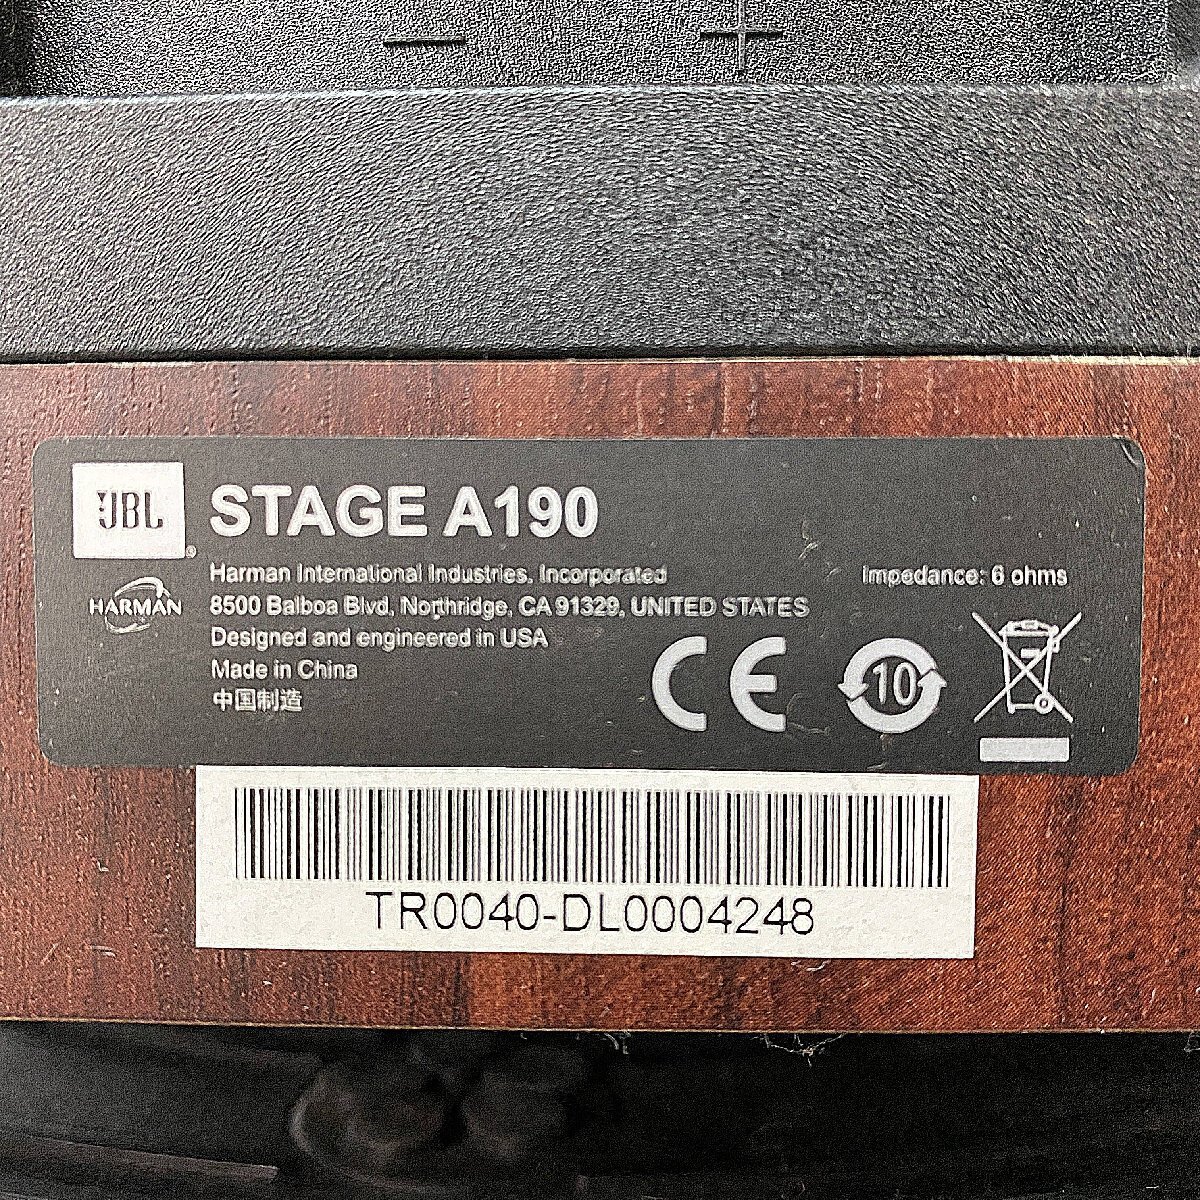 − +
JBL
STAGE A190
HARMAN
Harman International Industries, Incorporated
8500 Balboa Blvd, Northridge, CA 91329, UNITED STATES
Designed and engineered in USA
Made in China
中国制造
Impedance: 6 ohms
CE
10
TR0040-DL0004248